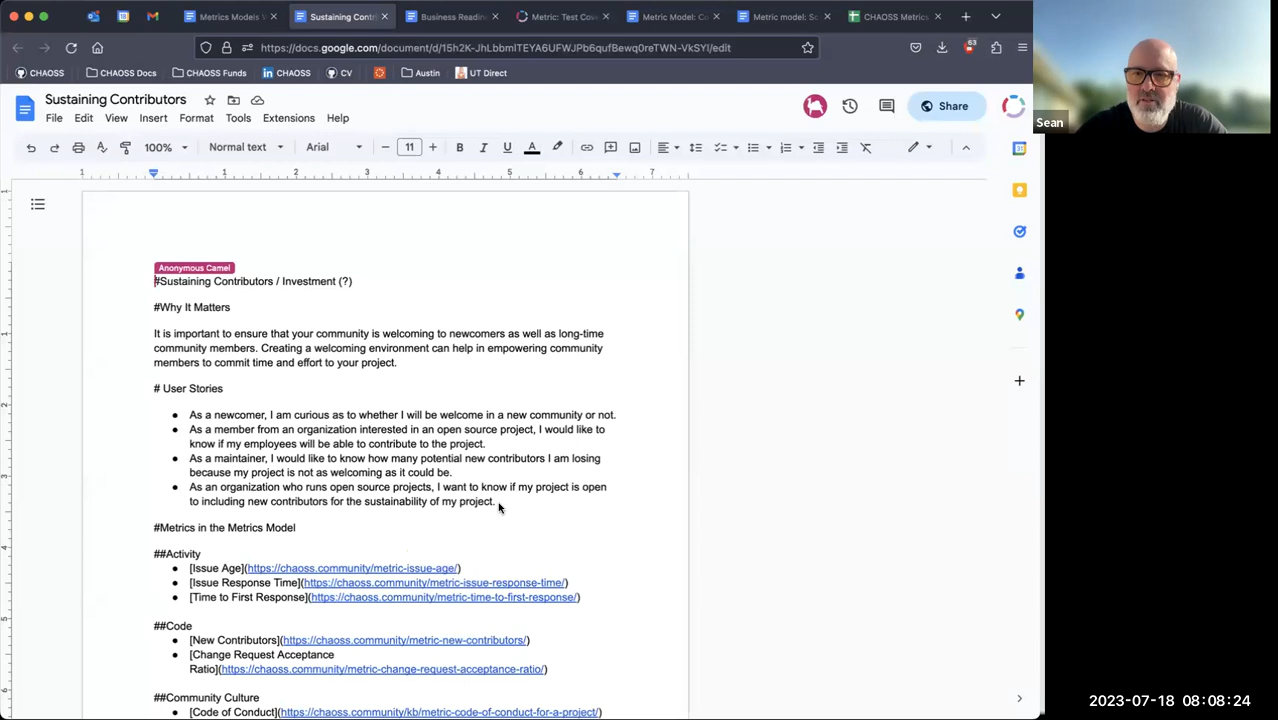 Metrics Models W
Sustaining Contri
Business Readin
Metric: Test Cove
Metric Model: Co
Metric model: Sc
CHAOSS Metrics
https://docs.google.com/document/d/15h2K-JhLbbmITEYA6UFWJPb6qufBewq0reTWN-VkSYI/edit
63
CHAOSS
CHAOSS Docs
CHAOSS Funds
CHAOSS
CV
Austin
UT Direct
Sustaining Contributors
File Edit View Insert Format Tools Extensions Help
Share
Sean
100% Normal text Arial 11
1 1 2 3 4 5 6 7
Anonymous Camel
#Sustaining Contributors / Investment (?)
#Why It Matters
It is important to ensure that your community is welcoming to newcomers as well as long-time
community members. Creating a welcoming environment can help in empowering community
members to commit time and effort to your project.
# User Stories
● As a newcomer, I am curious as to whether I will be welcome in a new community or not.
● As a member from an organization interested in an open source project, I would like to
know if my employees will be able to contribute to the project.
● As a maintainer, I would like to know how many potential new contributors I am losing
because my project is not as welcoming as it could be.
● As an organization who runs open source projects, I want to know if my project is open
to including new contributors for the sustainability of my project.
#Metrics in the Metrics Model
##Activity
● [Issue Age](https://chaoss.community/metric-issue-age/)
● [Issue Response Time](https://chaoss.community/metric-issue-response-time/)
● [Time to First Response](https://chaoss.community/metric-time-to-first-response/)
##Code
● [New Contributors](https://chaoss.community/metric-new-contributors/)
● [Change Request Acceptance
Ratio](https://chaoss.community/metric-change-request-acceptance-ratio/)
##Community Culture
● [Code of Conduct](https://chaoss.community/kb/metric-code-of-conduct-for-a-project/)
2023-07-18 08:08:24